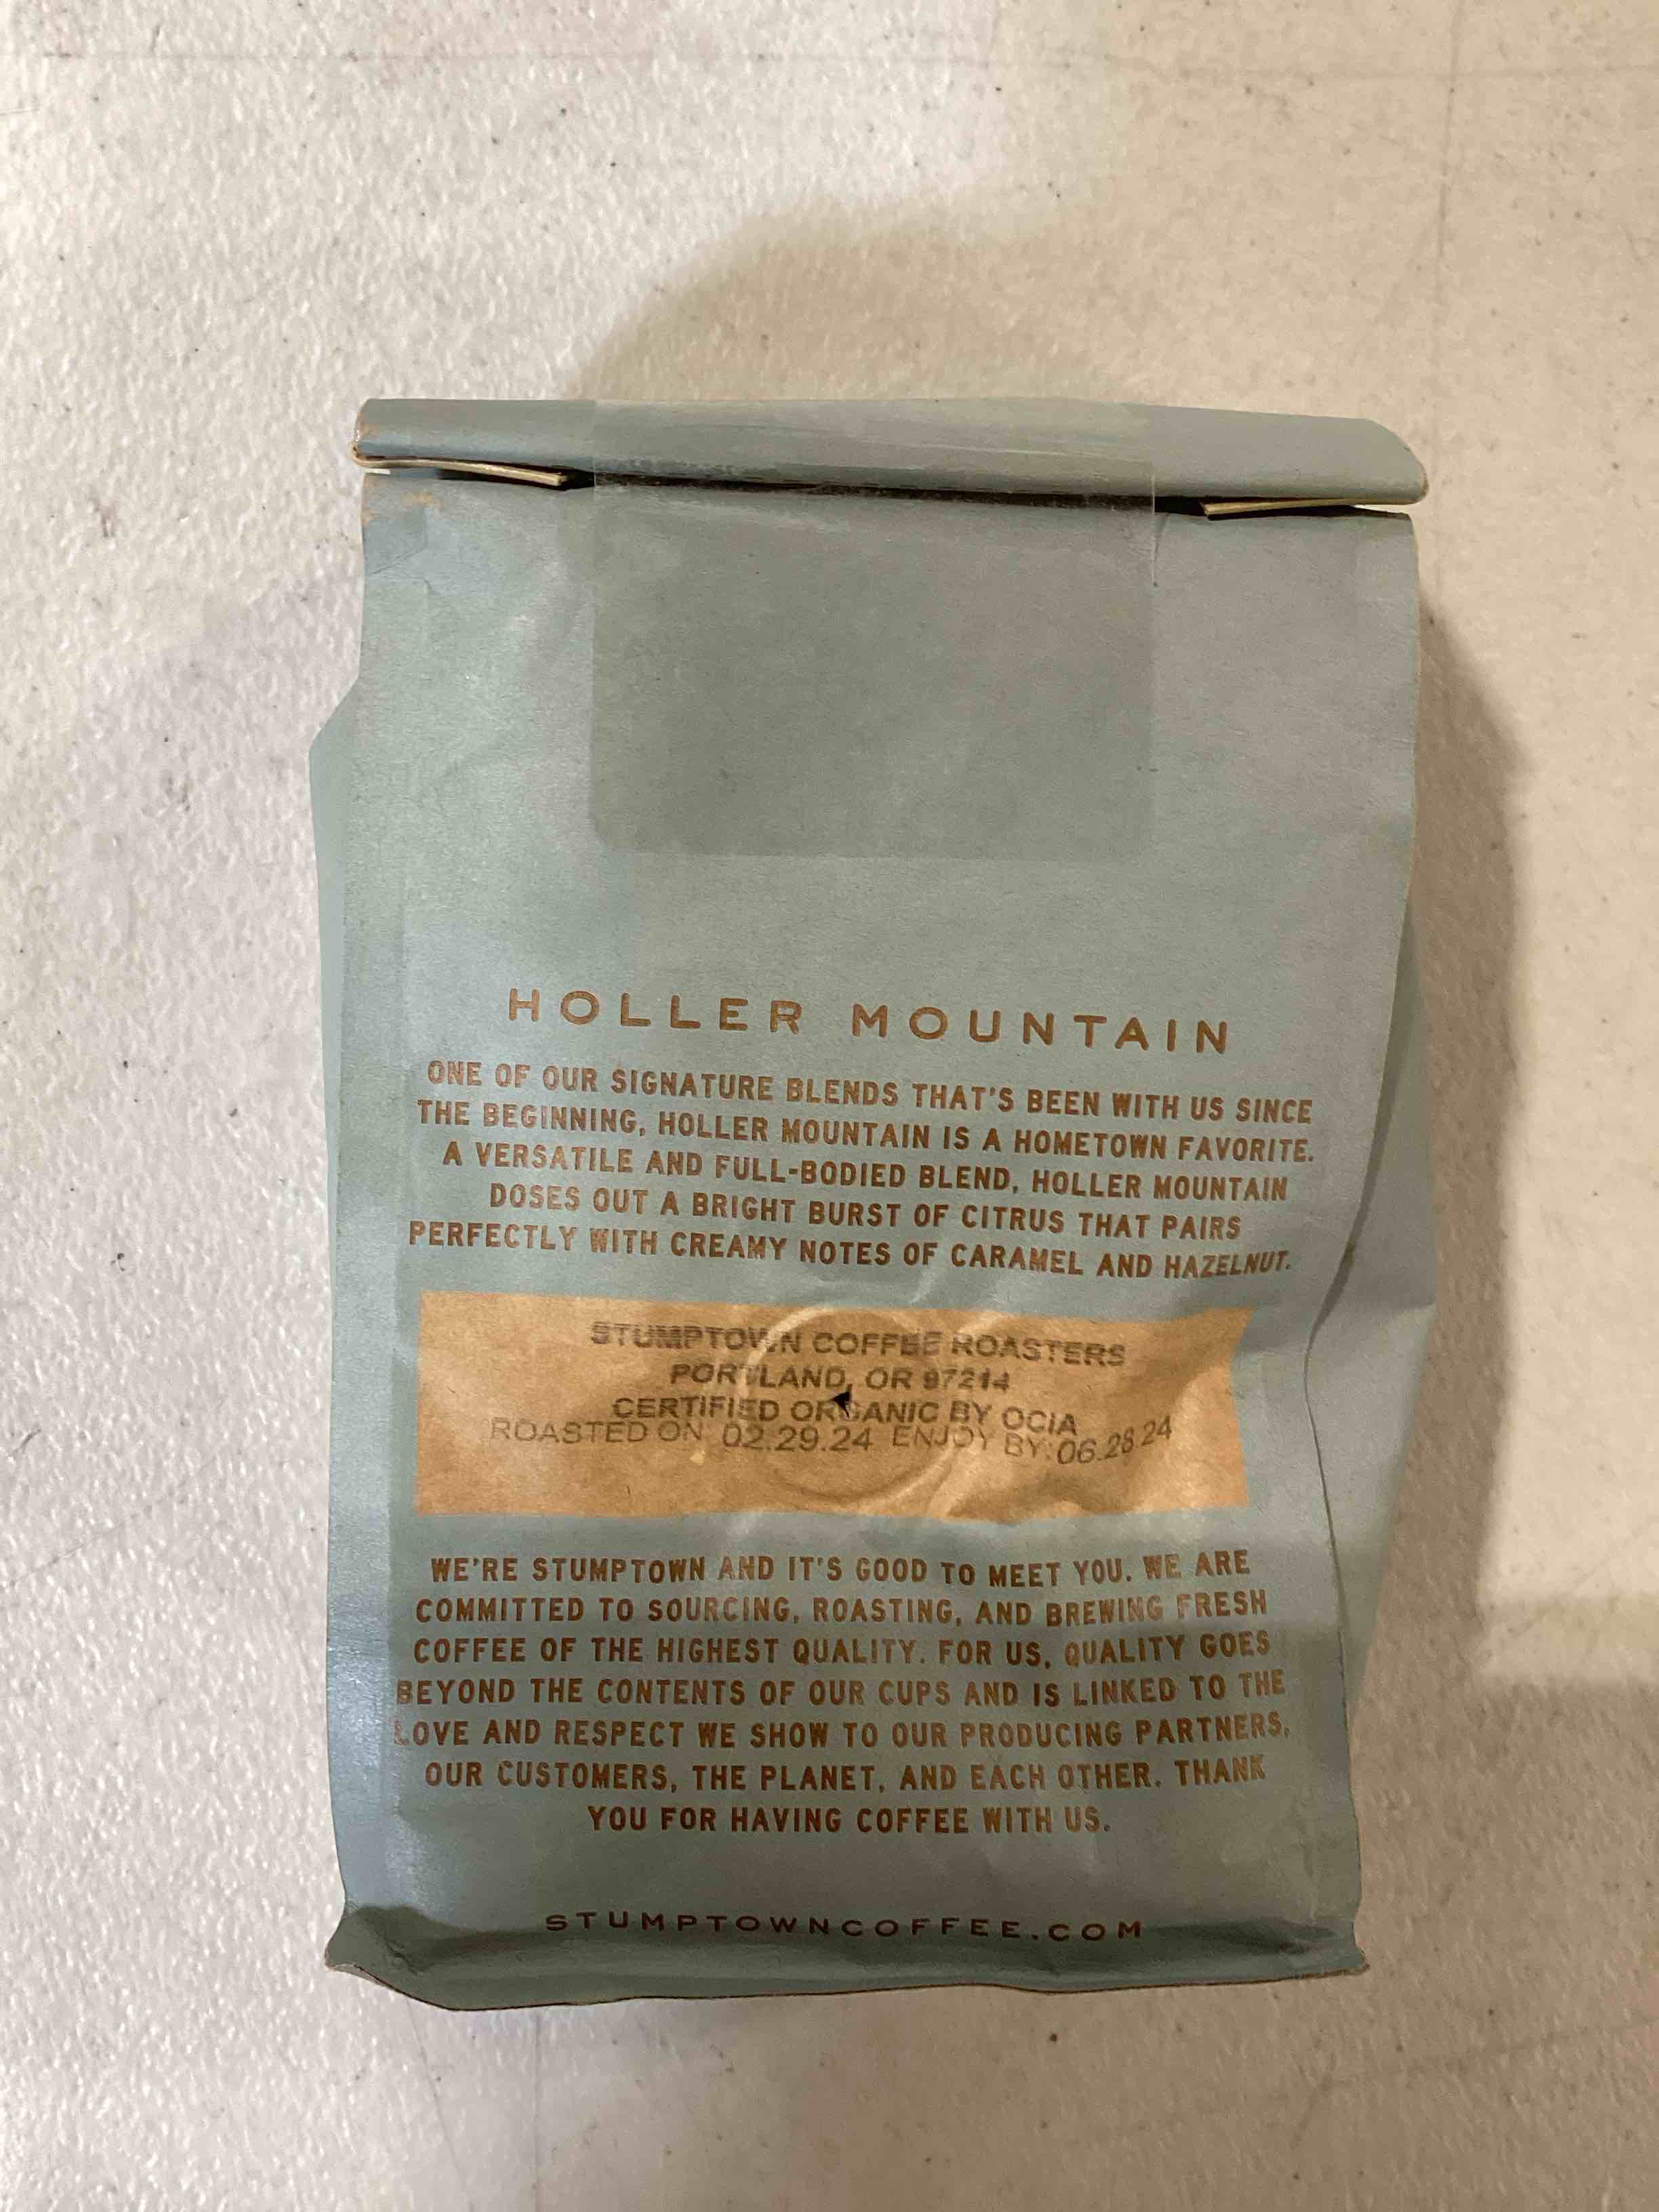 HOLLER MOUNTAIN
ONE OF OUR SIGNATURE BLENDS THAT'S BEEN WITH US SINCE
THE BEGINNING, HOLLER MOUNTAIN IS A HOMETOWN FAVORITE.
A VERSATILE AND FULL-BODIED BLEND, HOLLER MOUNTAIN
DOSES OUT A BRIGHT BURST OF CITRUS THAT PAIRS
PERFECTLY WITH CREAMY NOTES OF CARAMEL AND HAZELNUT.
STUMPTOWN COFFEE ROASTERS
PORTLAND, OR 97214
CERTIFIED ORGANIC BY OCIA
ROASTED ON 02.29.24 ENJOY BY: 06.28.24
WE'RE STUMPTOWN AND IT'S GOOD TO MEET YOU. WE ARE
COMMITTED TO SOURCING, ROASTING, AND BREWING FRESH
COFFEE OF THE HIGHEST QUALITY. FOR US, QUALITY GOES
BEYOND THE CONTENTS OF OUR CUPS AND IS LINKED TO THE
LOVE AND RESPECT WE SHOW TO OUR PRODUCING PARTNERS,
OUR CUSTOMERS, THE PLANET, AND EACH OTHER. THANK
YOU FOR HAVING COFFEE WITH US.
STUMPTOWNCOFFEE.COM